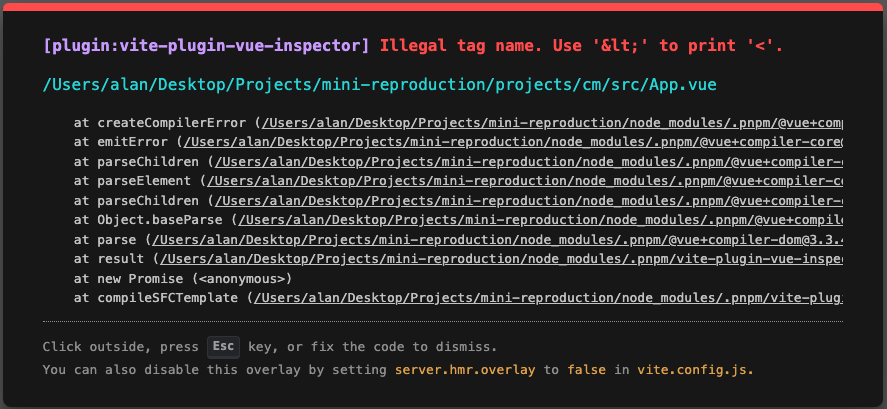 [plugin:vite-plugin-vue-inspector] Illegal tag name. Use '&lt;' to print '<'.
/Users/alan/Desktop/Projects/mini-reproduction/projects/cm/src/App.vue
at createCompilerError (/Users/alan/Desktop/Projects/mini-reproduction/node_modules/.pnpm/@vue+com
at emitError (/Users/alan/Desktop/Projects/mini-reproduction/node_modules/.pnpm/@vue+compiler-core@
at parseChildren (/Users/alan/Desktop/Projects/mini-reproduction/node_modules/.pnpm/@vue+compiler-
at parseElement (/Users/alan/Desktop/Projects/mini-reproduction/node_modules/.pnpm/@vue+compiler-co
at parseChildren (/Users/alan/Desktop/Projects/mini-reproduction/node_modules/.pnpm/@vue+compiler-
at Object.baseParse (/Users/alan/Desktop/Projects/mini-reproduction/node_modules/.pnpm/@vue+compile
at parse (/Users/alan/Desktop/Projects/mini-reproduction/node_modules/.pnpm/@vue+compiler-dom@3.3.4
at result (/Users/alan/Desktop/Projects/mini-reproduction/node_modules/.pnpm/vite-plugin-vue-inspe
at new Promise (<anonymous>)
at compileSFCTemplate (/Users/alan/Desktop/Projects/mini-reproduction/node_modules/.pnpm/vite-plugi
Click outside, press Esc key, or fix the code to dismiss.
You can also disable this overlay by setting server.hmr.overlay to false in vite.config.js.